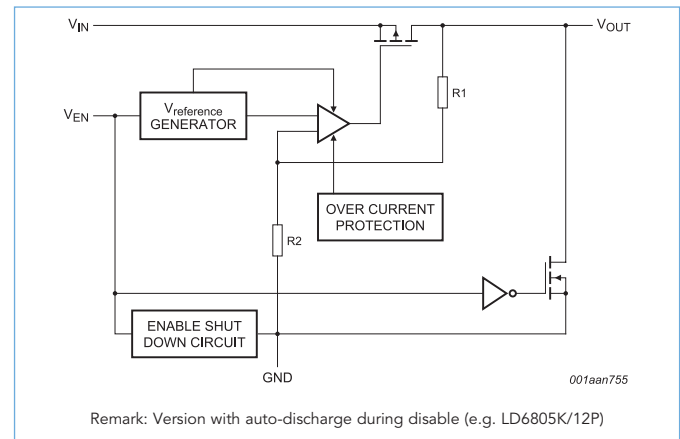 VIN
VOUT
R1
VEN
Vreference
GENERATOR
OVER CURRENT
PROTECTION
R2
ENABLE SHUT
DOWN CIRCUIT
GND
001aan755
Remark: Version with auto-discharge during disable (e.g. LD6805K/12P)